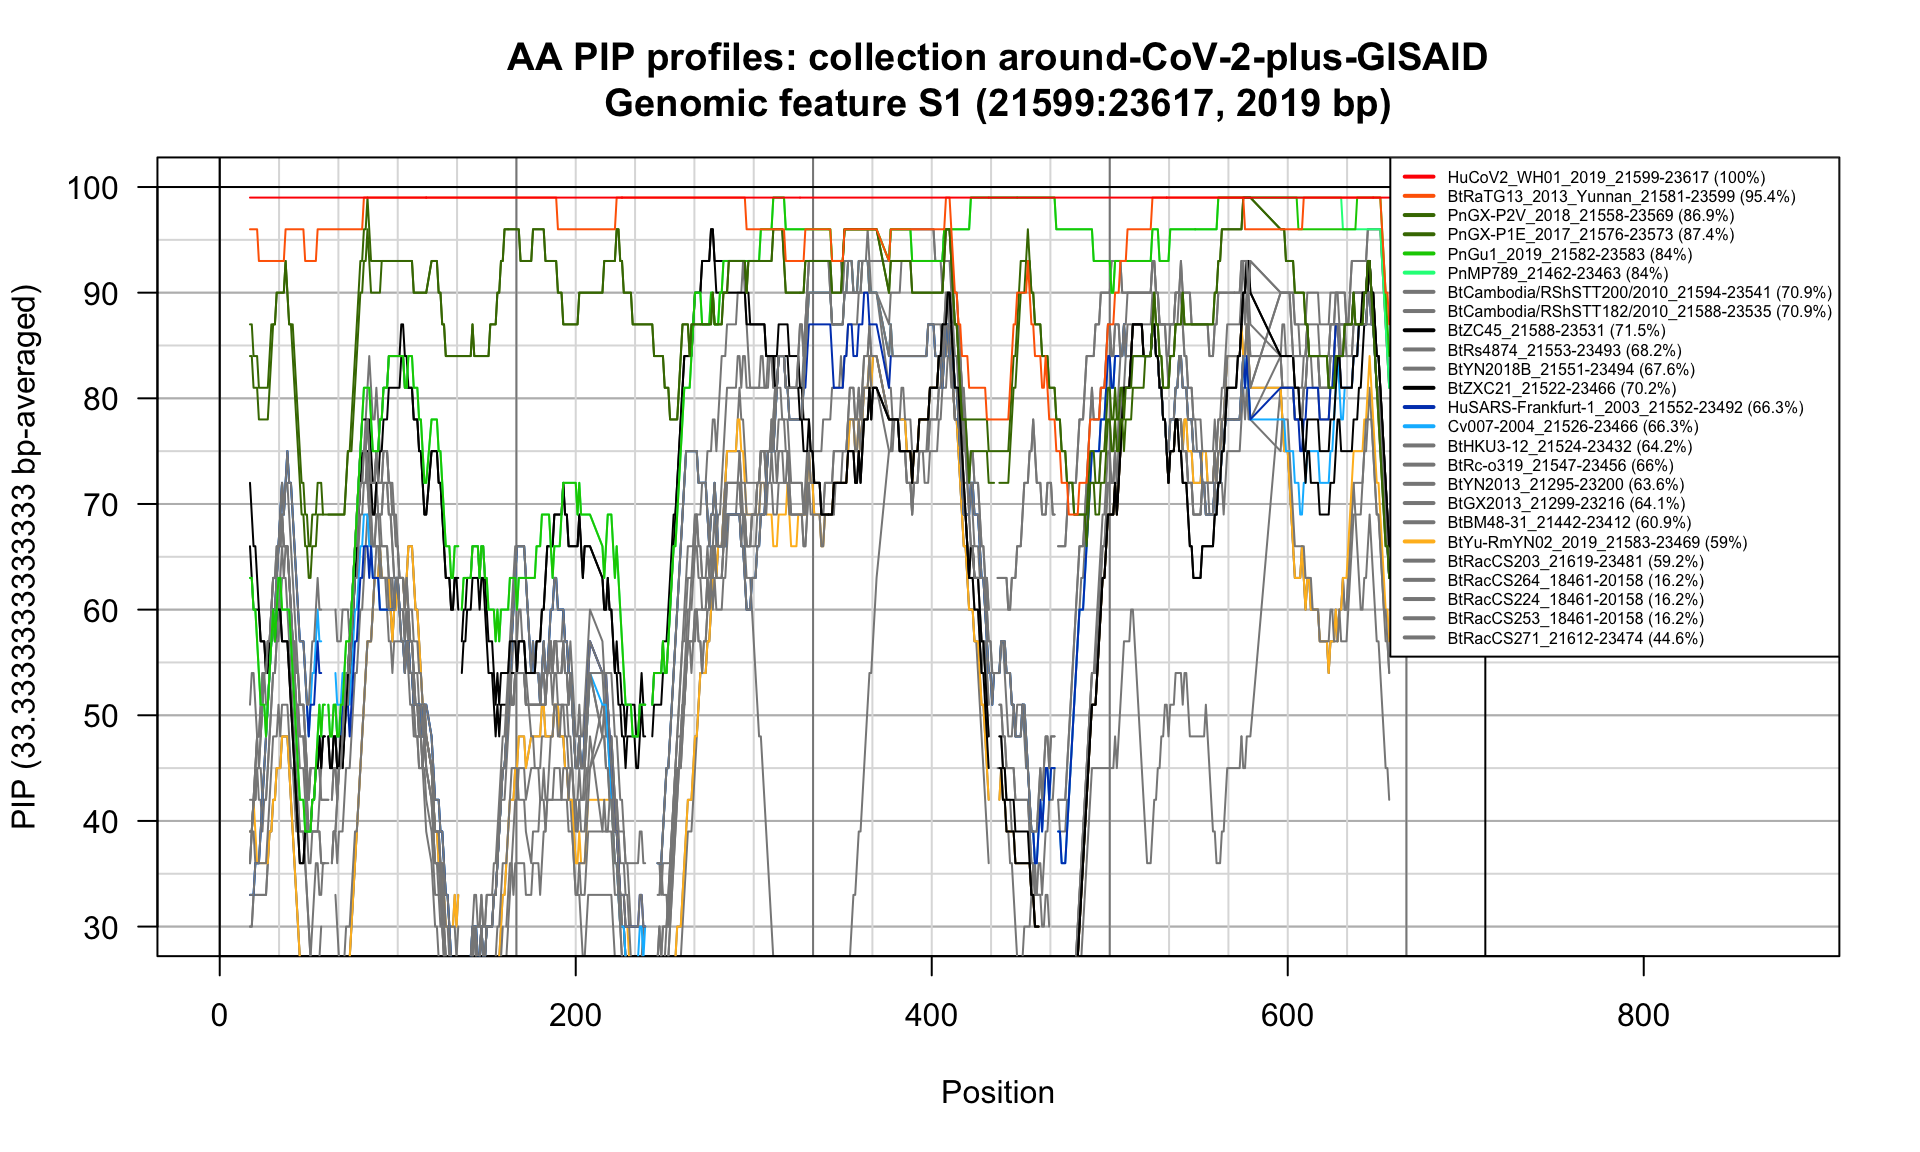 AA PIP profiles: collection around-CoV-2-plus-GISAID
Genomic feature S1 (21599:23617, 2019 bp)
PIP (33.3333333333333 bp-averaged)
100
90
80
70
60
50
40
30
0
200
400
600
800
Position
HuCoV2_WH01_2019_21599-23617 (100%)
BtRaTG13_2013_Yunnan_21581-23599 (95.4%)
PnGX-P2V_2018_21558-23569 (86.9%)
PnGX-P1E_2017_21576-23573 (87.4%)
PnGu1_2019_21582-23583 (84%)
PnMP789_21462-23463 (84%)
BtCambodia/RShSTT200/2010_21594-23541 (70.9%)
BtCambodia/RShSTT182/2010_21588-23535 (70.9%)
BtZC45_21588-23531 (71.5%)
BtRs4874_21553-23493 (68.2%)
BtYN2018B_21551-23494 (67.6%)
BtZXC21_21522-23466 (70.2%)
HuSARS-Frankfurt-1_2003_21552-23492 (66.3%)
Cv007-2004_21526-23466 (66.3%)
BtHKU3-12_21524-23432 (64.2%)
BtRc-o319_21547-23456 (66%)
BtYN2013_21295-23200 (63.6%)
BtGX2013_21299-23216 (64.1%)
BtBM48-31_21442-23412 (60.9%)
BtYu-RmYN02_2019_21583-23469 (59%)
BtRacCS203_21619-23481 (59.2%)
BtRacCS264_18461-20158 (16.2%)
BtRacCS224_18461-20158 (16.2%)
BtRacCS253_18461-20158 (16.2%)
BtRacCS271_21612-23474 (44.6%)